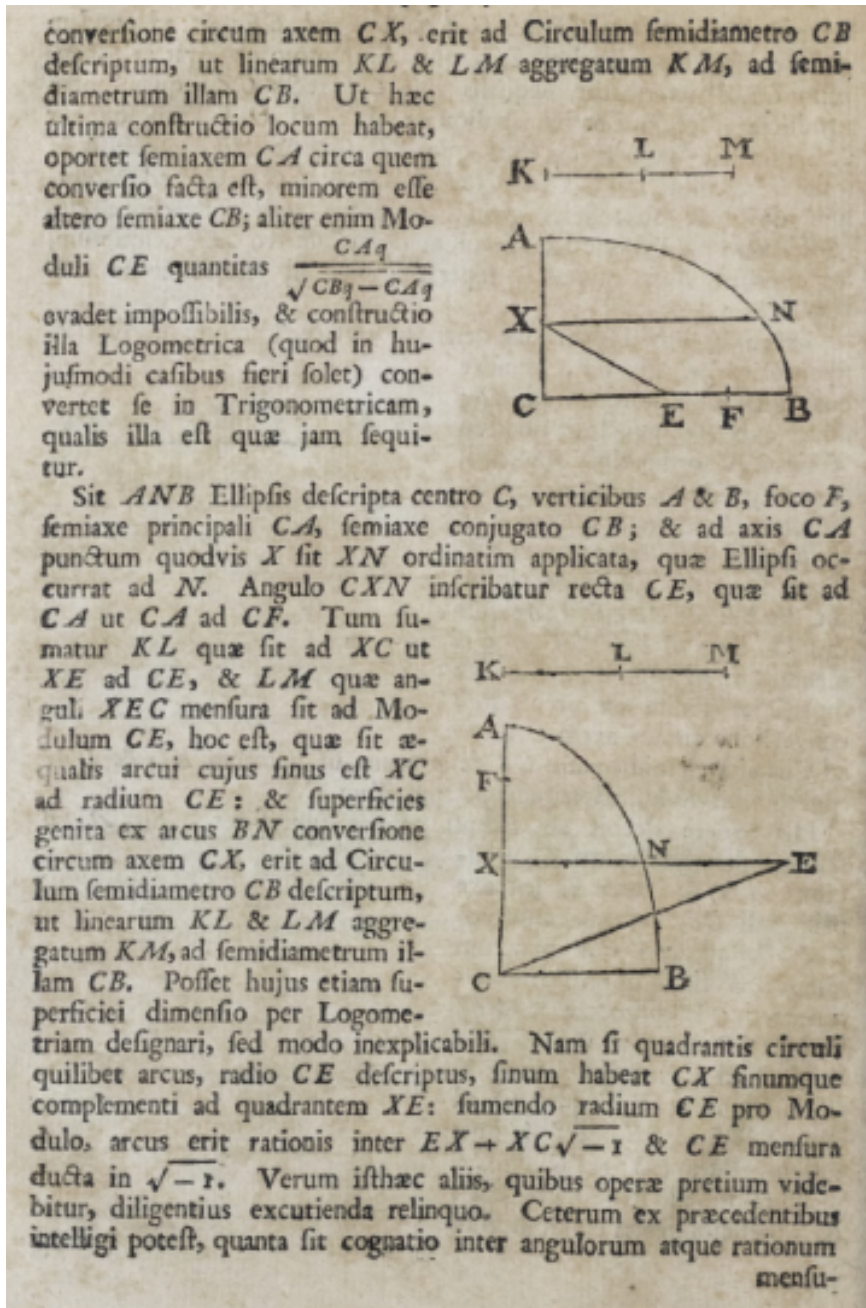 converſione circum axem CX, erit ad Circulum ſemidiametro CB
deſcriptum, ut linearum KL & LM aggregatum KM, ad ſemi-
diametrum illam CB. Ut hæc
ultima conſtructio locum habeat,
oportet ſemiaxem CA circa quem
converſio facta eſt, minorem eſſe
altero ſemiaxe CB; aliter enim Mo-
duli CE quantitas CAq / √CBq — CAq
evadet impoſſibilis, & conſtructio
illa Logometrica (quod in hu-
juſmodi caſibus fieri ſolet) con-
vertet ſe in Trigonometricam,
qualis illa eſt quæ jam ſequi-
tur.
K L M
A
X N
C E F B
Sit ANB Ellipſis deſcripta centro C, verticibus A & B, foco F,
ſemiaxe principali CA, ſemiaxe conjugato CB; & ad axis CA
punctum quodvis X ſit XN ordinatim applicata, quæ Ellipſi oc-
currat ad N. Angulo CXN inſcribatur recta CE, quæ ſit ad
CA ut CA ad CF. Tum ſu-
matur KL quæ ſit ad XC ut
XE ad CE, & LM quæ an-
guli XEC menſura ſit ad Mo-
dulum CE, hoc eſt, quæ ſit æ-
qualis arcui cujus ſinus eſt XC
ad radium CE: & ſuperficies
genita ex arcus BN converſione
circum axem CX, erit ad Circu-
lum ſemidiametro CB deſcriptum,
ut linearum KL & LM aggre-
gatum KM, ad ſemidiametrum il-
lam CB. Poſſet hujus etiam ſu-
perficiei dimenſio per Logome-
K L M
A
F
X N E
C B
triam deſignari, ſed modo inexplicabili. Nam ſi quadrantis circuli
quilibet arcus, radio CE deſcriptus, ſinum habeat CX ſinumque
complementi ad quadrantem XE: ſumendo radium CE pro Mo-
dulo, arcus erit rationis inter EX + XC√—1 & CE menſura
ducta in √—1. Verum iſthæc aliis, quibus operæ pretium vide-
bitur, diligentius excutienda relinquo. Ceterum ex præcedentibus
intelligi poteſt, quanta ſit cognatio inter angulorum atque rationum
menſu-